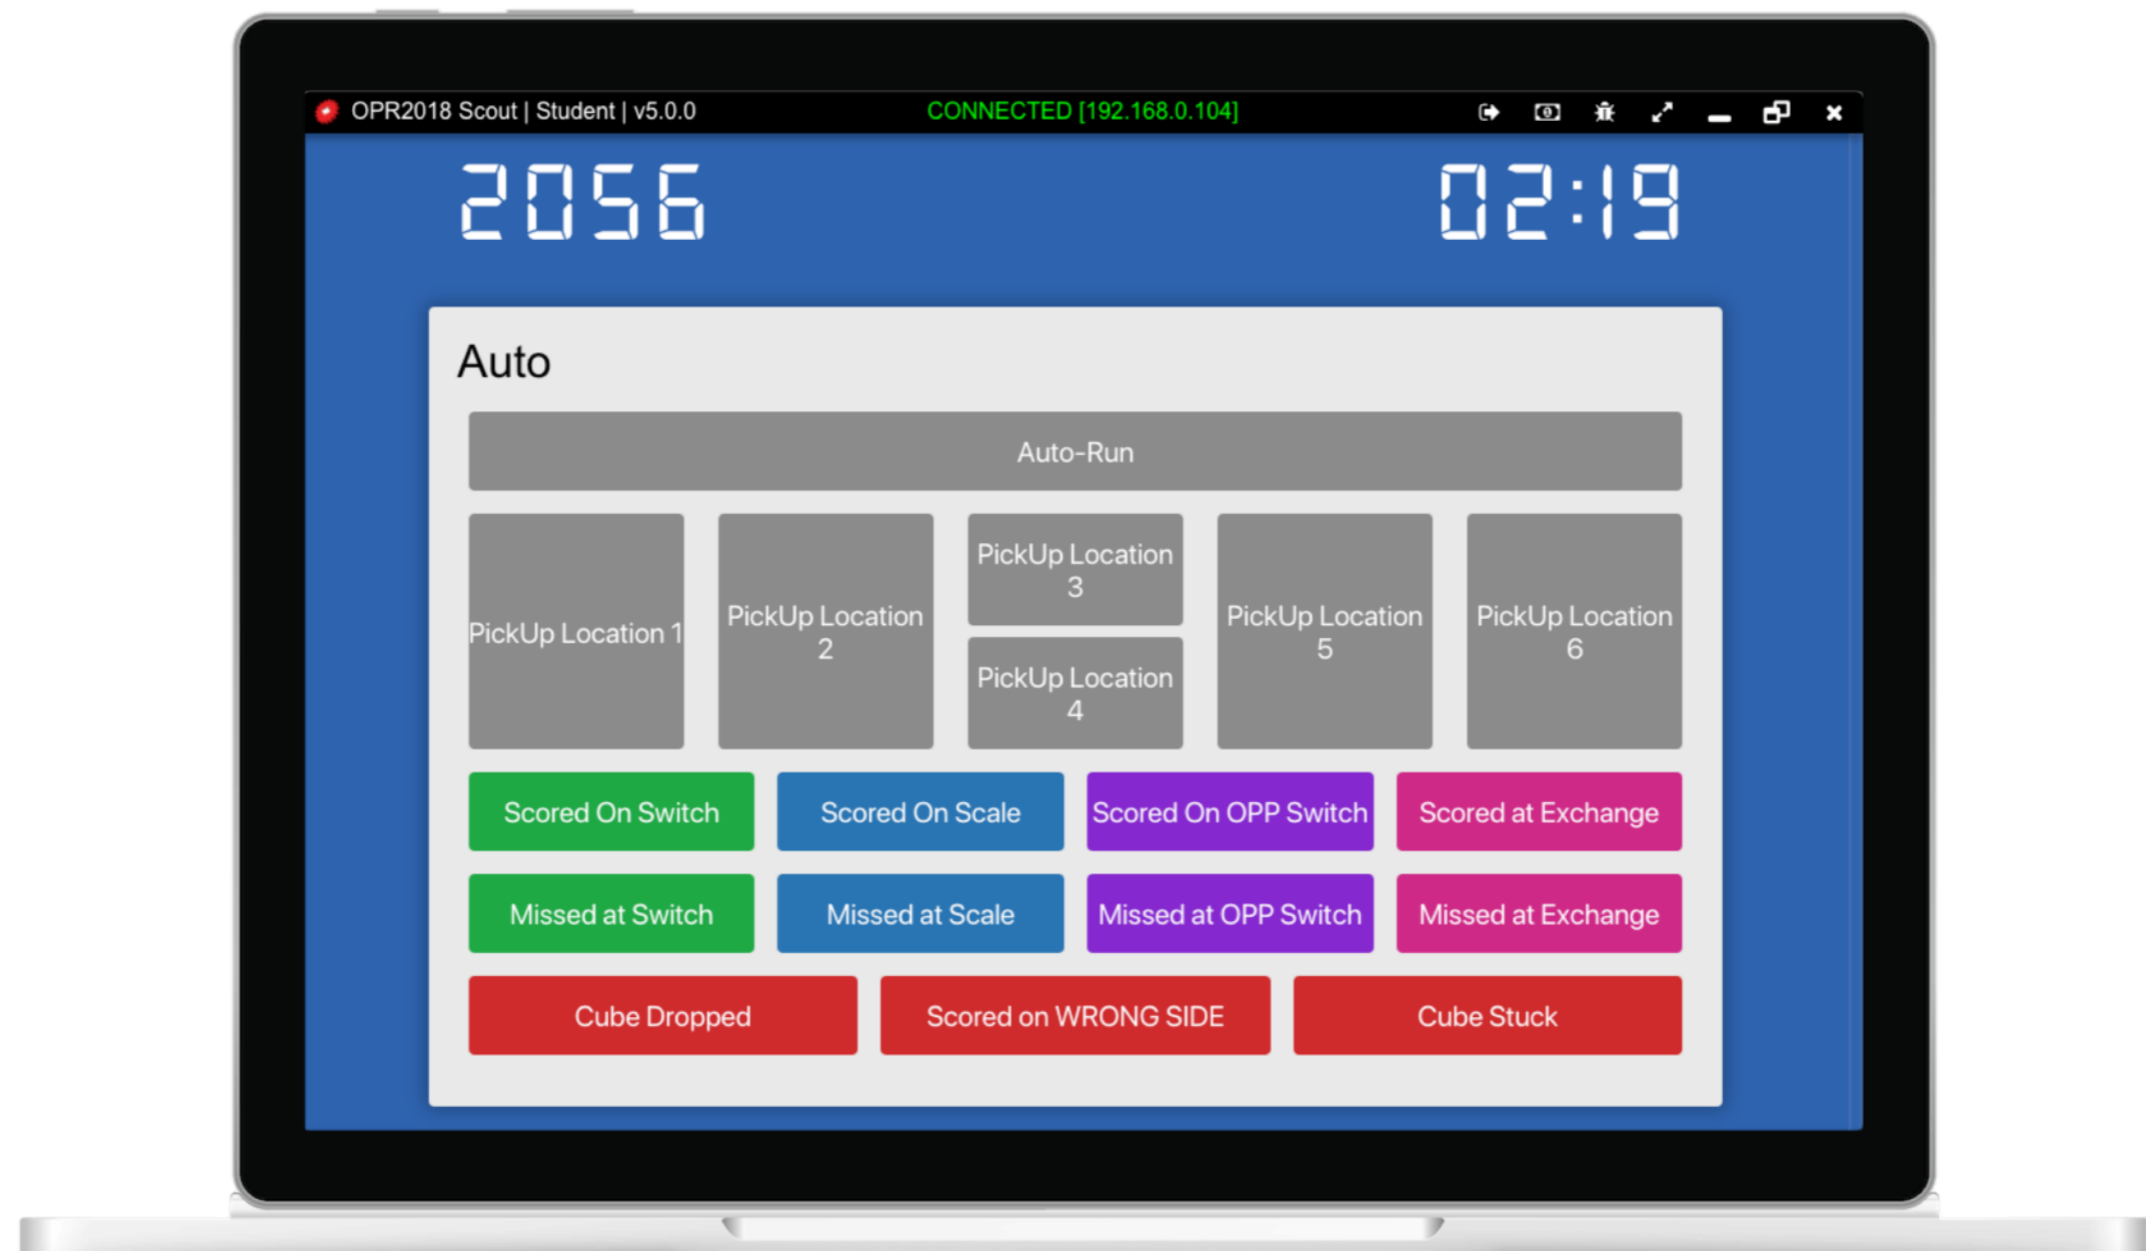 OPR2018 Scout | Student | v5.0.0 CONNECTED [192.168.0.104]
2056 02:19
Auto
Auto-Run
PickUp Location 1
PickUp Location
2
PickUp Location
3
PickUp Location
4
PickUp Location
5
PickUp Location
6
Scored On Switch
Scored On Scale
Scored On OPP Switch
Scored at Exchange
Missed at Switch
Missed at Scale
Missed at OPP Switch
Missed at Exchange
Cube Dropped
Scored on WRONG SIDE
Cube Stuck